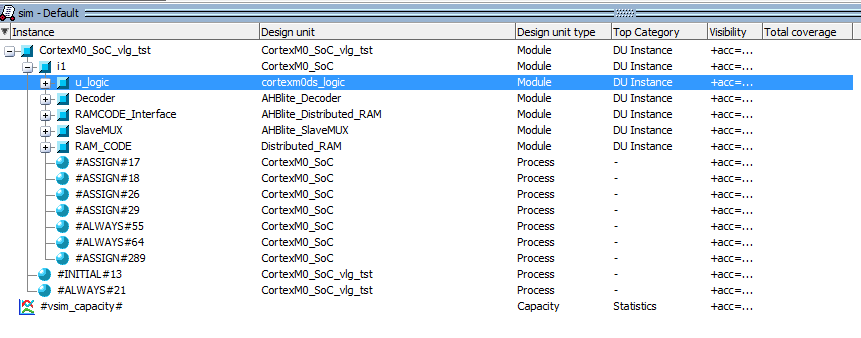 sim - Default
Instance Design unit Design unit type Top Category Visibility Total coverage
CortexM0_SoC_vlg_tst CortexM0_SoC_vlg_tst Module DU Instance +acc=...
i1 CortexM0_SoC Module DU Instance +acc=...
u_logic cortexm0ds_logic Module DU Instance +acc=...
Decoder AHBlite_Decoder Module DU Instance +acc=...
RAMCODE_Interface AHBlite_Distributed_RAM Module DU Instance +acc=...
SlaveMUX AHBlite_SlaveMUX Module DU Instance +acc=...
RAM_CODE Distributed_RAM Module DU Instance +acc=...
#ASSIGN#17 CortexM0_SoC Process - +acc=...
#ASSIGN#18 CortexM0_SoC Process - +acc=...
#ASSIGN#26 CortexM0_SoC Process - +acc=...
#ASSIGN#29 CortexM0_SoC Process - +acc=...
#ALWAYS#55 CortexM0_SoC Process - +acc=...
#ALWAYS#64 CortexM0_SoC Process - +acc=...
#ASSIGN#289 CortexM0_SoC Process - +acc=...
#INITIAL#13 CortexM0_SoC_vlg_tst Process - +acc=...
#ALWAYS#21 CortexM0_SoC_vlg_tst Process - +acc=...
#vsim_capacity# Capacity Statistics +acc=...